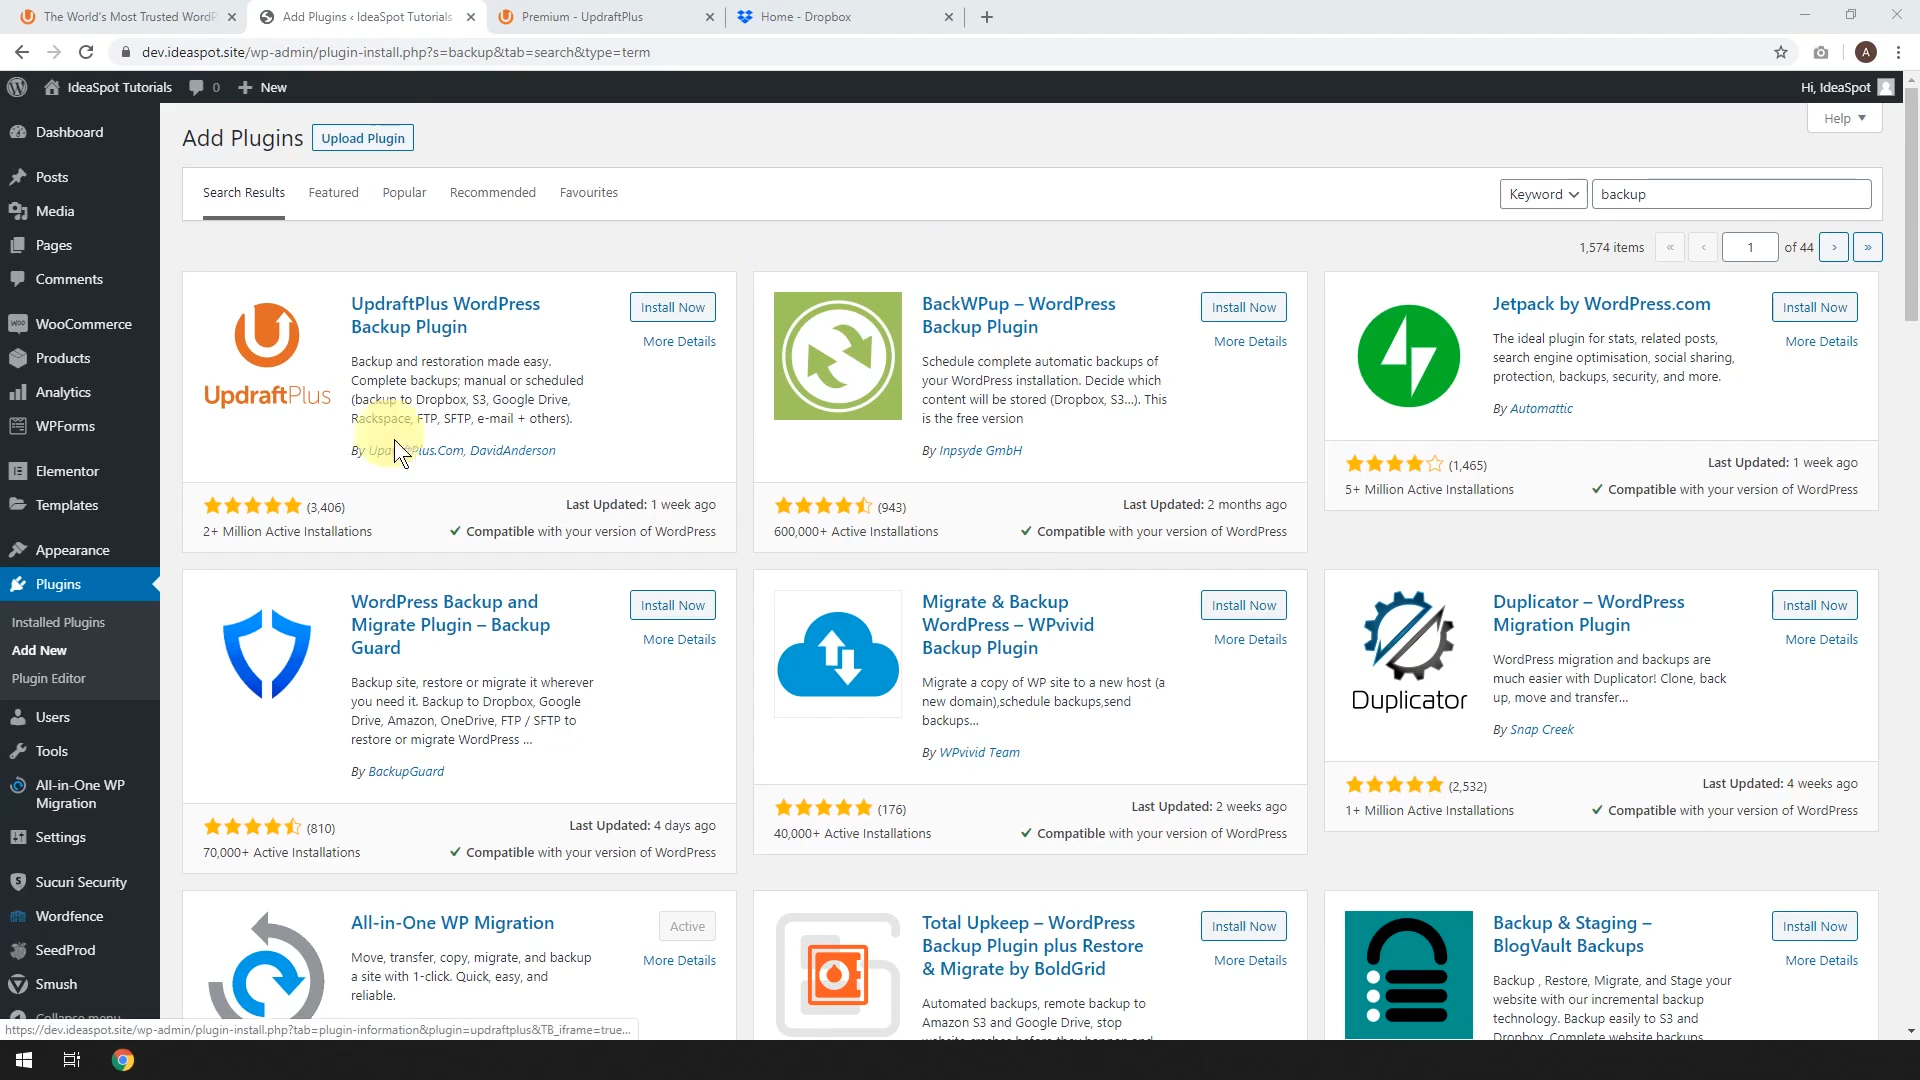 The World's Most Trusted WordP
Add Plugins ‹ IdeaSpot Tutorials
Premium - UpdraftPlus
Home - Dropbox
dev.ideaspot.site/wp-admin/plugin-install.php?s=backup&tab=search&type=term
A
IdeaSpot Tutorials
0
New
Hi, IdeaSpot
Dashboard
Posts
Media
Pages
Comments
WooCommerce
Products
Analytics
WPForms
Elementor
Templates
Appearance
Plugins
Installed Plugins
Add New
Plugin Editor
Users
Tools
All-in-One WP
Migration
Settings
Sucuri Security
Wordfence
SeedProd
Smush
Collapse menu
Help
Add Plugins
Upload Plugin
Search Results
Featured
Popular
Recommended
Favourites
Keyword
backup
1,574 items
«
‹
1
of 44
›
»
UpdraftPlus
UpdraftPlus WordPress
Backup Plugin
Install Now
More Details
Backup and restoration made easy.
Complete backups; manual or scheduled
(backup to Dropbox, S3, Google Drive,
Rackspace, FTP, SFTP, e-mail + others).
By UpdraftPlus.Com, DavidAnderson
(3,406)
Last Updated: 1 week ago
2+ Million Active Installations
Compatible with your version of WordPress
BackWPup – WordPress
Backup Plugin
Install Now
More Details
Schedule complete automatic backups of
your WordPress installation. Decide which
content will be stored (Dropbox, S3...). This
is the free version
By Inpsyde GmbH
(943)
Last Updated: 2 months ago
600,000+ Active Installations
Compatible with your version of WordPress
Jetpack by WordPress.com
Install Now
More Details
The ideal plugin for stats, related posts,
search engine optimisation, social sharing,
protection, backups, security, and more.
By Automattic
(1,465)
Last Updated: 1 week ago
5+ Million Active Installations
Compatible with your version of WordPress
WordPress Backup and
Migrate Plugin – Backup
Guard
Install Now
More Details
Backup site, restore or migrate it wherever
you need it. Backup to Dropbox, Google
Drive, Amazon, OneDrive, FTP / SFTP to
restore or migrate WordPress ...
By BackupGuard
(810)
Last Updated: 4 days ago
70,000+ Active Installations
Compatible with your version of WordPress
Migrate & Backup
WordPress – WPvivid
Backup Plugin
Install Now
More Details
Migrate a copy of WP site to a new host (a
new domain),schedule backups,send
backups...
By WPvivid Team
(176)
Last Updated: 2 weeks ago
40,000+ Active Installations
Compatible with your version of WordPress
Duplicator
Duplicator – WordPress
Migration Plugin
Install Now
More Details
WordPress migration and backups are
much easier with Duplicator! Clone, back
up, move and transfer...
By Snap Creek
(2,532)
Last Updated: 4 weeks ago
1+ Million Active Installations
Compatible with your version of WordPress
All-in-One WP Migration
Active
More Details
Move, transfer, copy, migrate, and backup
a site with 1-click. Quick, easy, and
reliable.
Total Upkeep – WordPress
Backup Plugin plus Restore
& Migrate by BoldGrid
Install Now
More Details
Automated backups, remote backup to
Amazon S3 and Google Drive, stop
website crashes before they happen and
Backup & Staging –
BlogVault Backups
Install Now
More Details
Backup , Restore, Migrate, and Stage your
website with our incremental backup
technology. Backup easily to S3 and
Dropbox. Complete website backups
https://dev.ideaspot.site/wp-admin/plugin-install.php?tab=plugin-information&plugin=updraftplus&TB_iframe=true...